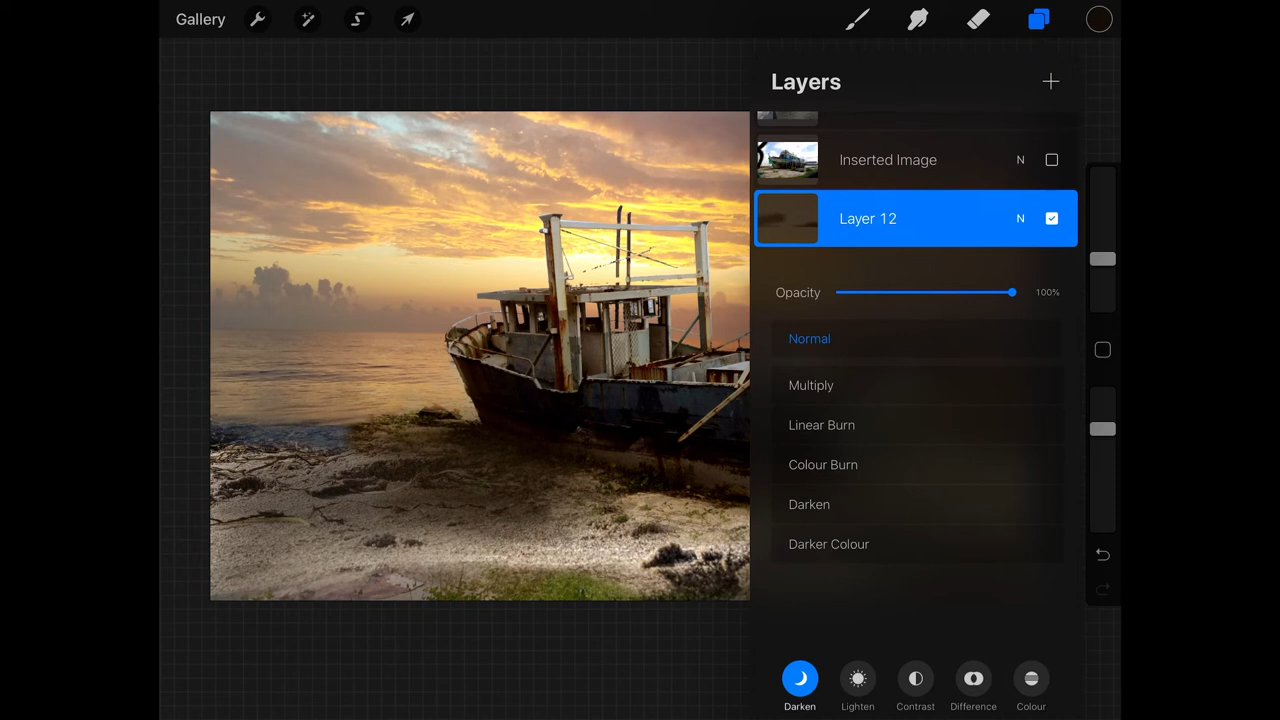 Gallery
Layers
Inserted Image N
Layer 12 N
Opacity 100%
Normal
Multiply
Linear Burn
Colour Burn
Darken
Darker Colour
Darken Lighten Contrast Difference Colour